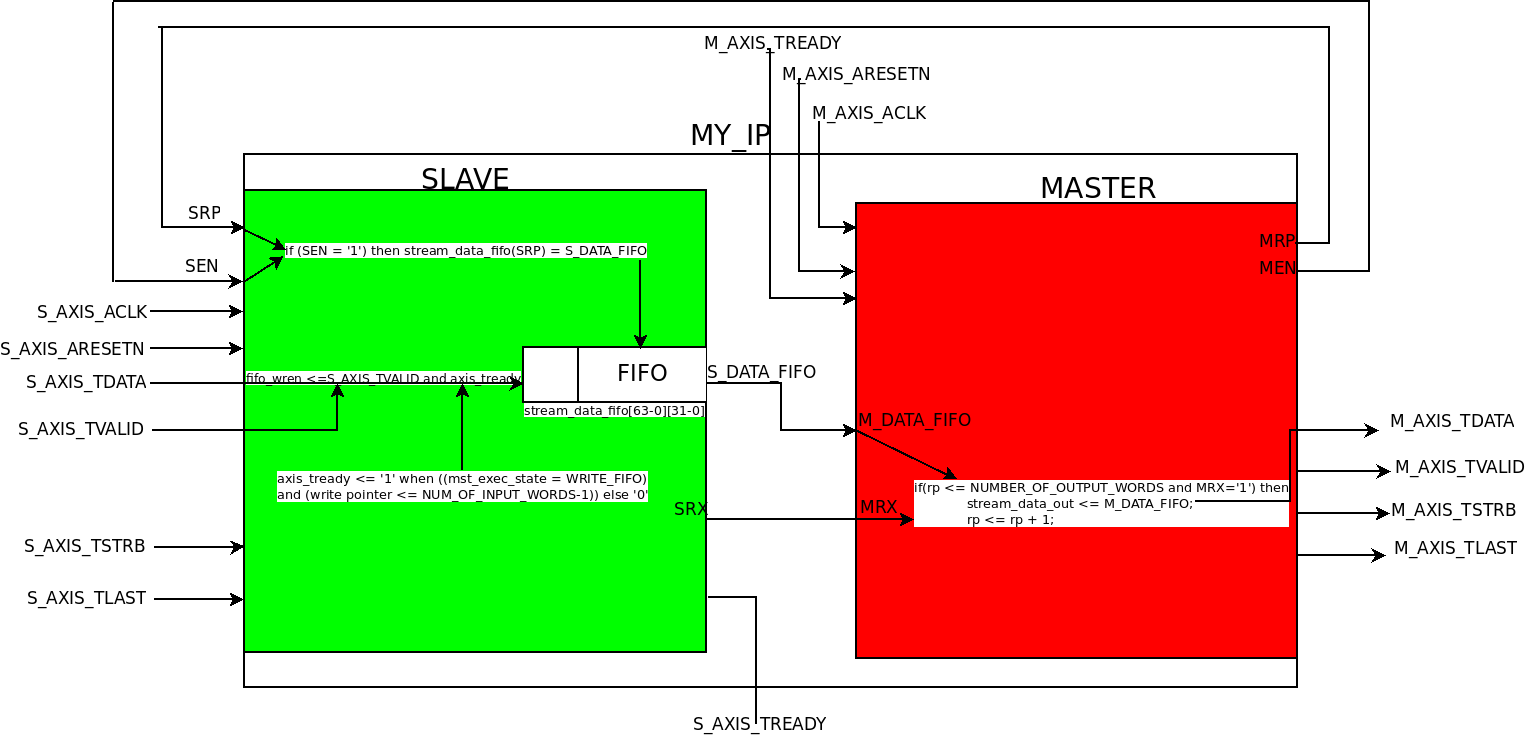 M_AXIS_TREADY
M_AXIS_ARESETN
M_AXIS_ACLK
MY_IP
SLAVE
MASTER
SRP
SEN
if (SEN = '1') then stream_data_fifo(SRP) = S_DATA_FIFO
MRP
MEN
S_AXIS_ACLK
S_AXIS_ARESETN
S_AXIS_TDATA
S_AXIS_TVALID
fifo_wren <=S_AXIS_TVALID and axis_tready
FIFO
stream_data_fifo[63-0][31-0]
S_DATA_FIFO
M_DATA_FIFO
axis_tready <= '1' when ((mst_exec_state = WRITE_FIFO)
and (write pointer <= NUM_OF_INPUT_WORDS-1)) else '0'
SRX
MRX
if(rp <= NUMBER_OF_OUTPUT_WORDS and MRX='1') then
stream_data_out <= M_DATA_FIFO;
rp <= rp + 1;
M_AXIS_TDATA
M_AXIS_TVALID
M_AXIS_TSTRB
M_AXIS_TLAST
S_AXIS_TSTRB
S_AXIS_TLAST
S_AXIS_TREADY